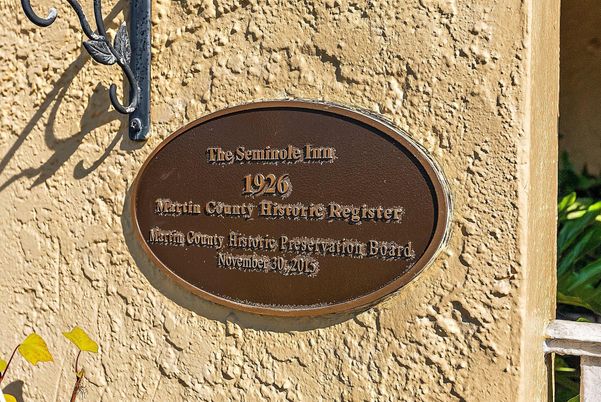 The Seminole Inn
1926
Martin County Historic Register
Martin County Historic Preservation Board
November 30, 2015